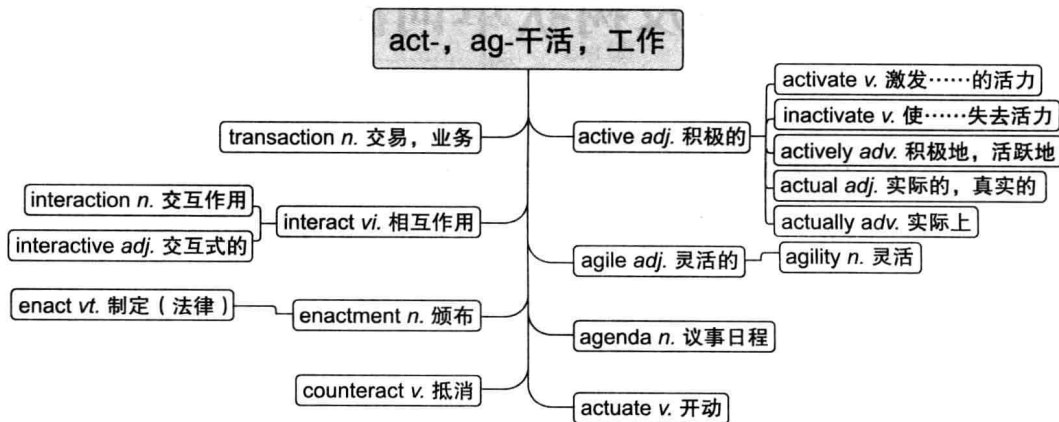 act-，ag-干活，工作
transaction n. 交易，业务
interact vi. 相互作用
interaction n. 交互作用
interactive adj. 交互式的
enactment n. 颁布
enact vt. 制定（法律）
counteract v. 抵消
active adj. 积极的
activate v. 激发……的活力
inactivate v. 使……失去活力
actively adv. 积极地，活跃地
actual adj. 实际的，真实的
actually adv. 实际上
agile adj. 灵活的
agility n. 灵活
agenda n. 议事日程
actuate v. 开动